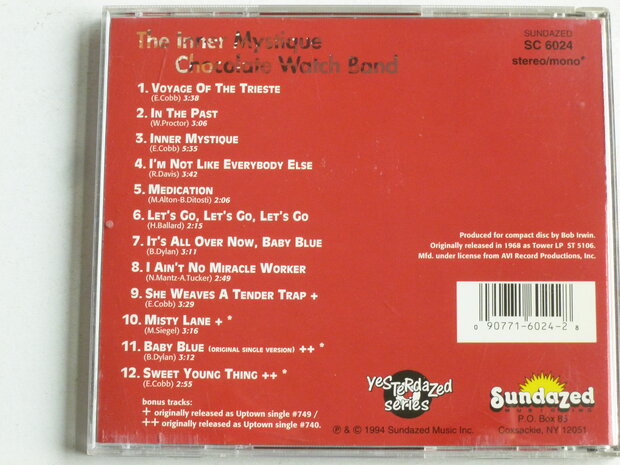 The Inner Mystique
Chocolate Watch Band
SUNDAZED
SC 6024
stereo/mono*
1. VOYAGE OF THE TRIESTE
(E.Cobb) 3:38
2. IN THE PAST
(W.Proctor) 3:06
3. INNER MYSTIQUE
(E.Cobb) 5:35
4. I'M NOT LIKE EVERYBODY ELSE
(R.Davis) 3:42
5. MEDICATION
(M.Alton-B.Ditosti) 2:06
6. LET'S GO, LET'S GO, LET'S GO
(H.Ballard) 2:15
7. IT'S ALL OVER NOW, BABY BLUE
(B.Dylan) 3:11
8. I AIN'T NO MIRACLE WORKER
(N.Mantz-A.Tucker) 2:49
9. SHE WEAVES A TENDER TRAP +
(E.Cobb) 3:29
10. MISTY LANE + *
(M.Siegel) 3:16
11. BABY BLUE (ORIGINAL SINGLE VERSION) ++ *
(B.Dylan) 3:12
12. SWEET YOUNG THING ++ *
(E.Cobb) 2:55
bonus tracks:
+ originally released as Uptown single #749 /
++ originally released as Uptown single #740.
Produced for compact disc by Bob Irwin.
Originally released in 1968 as Tower LP ST 5106.
Mfd. under license from AVI Record Productions, Inc.
0 90771-6024-2 8
yesTerdazed
series
Sundazed
MUSIC INC.
P.O. Box 85
Coxsackie, NY 12051
℗ & © 1994 Sundazed Music Inc.